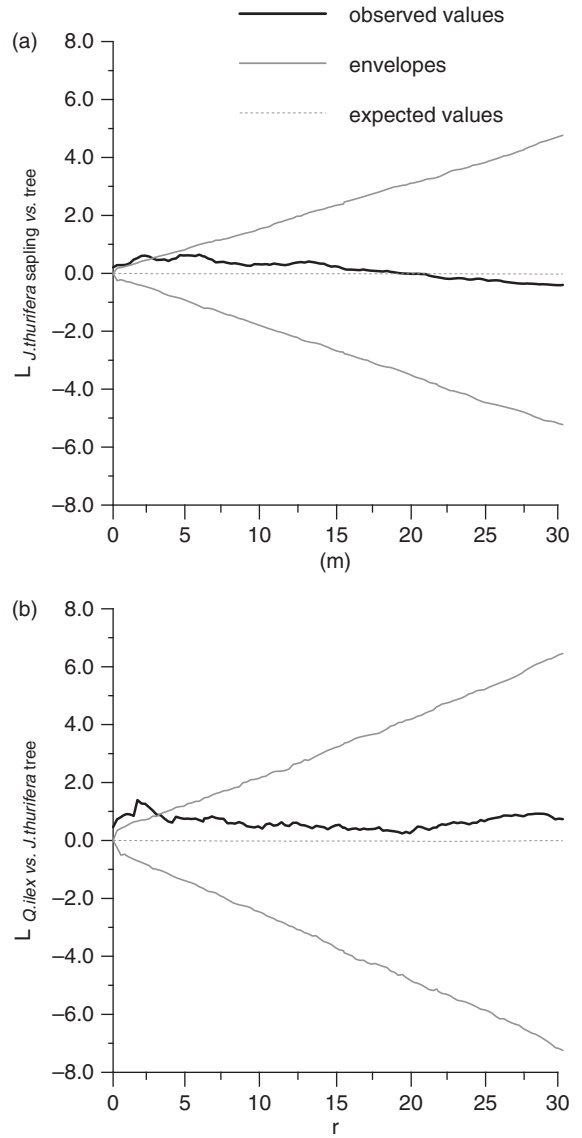 observed values
envelopes
expected values
(a)
8.0
6.0
4.0
2.0
0.0
–2.0
–4.0
–6.0
–8.0
L J.thurifera sapling vs. tree
0 5 10 15 20 25 30
(m)
(b)
8.0
6.0
4.0
2.0
0.0
–2.0
–4.0
–6.0
–8.0
L Q.ilex vs. J.thurifera tree
0 5 10 15 20 25 30
r